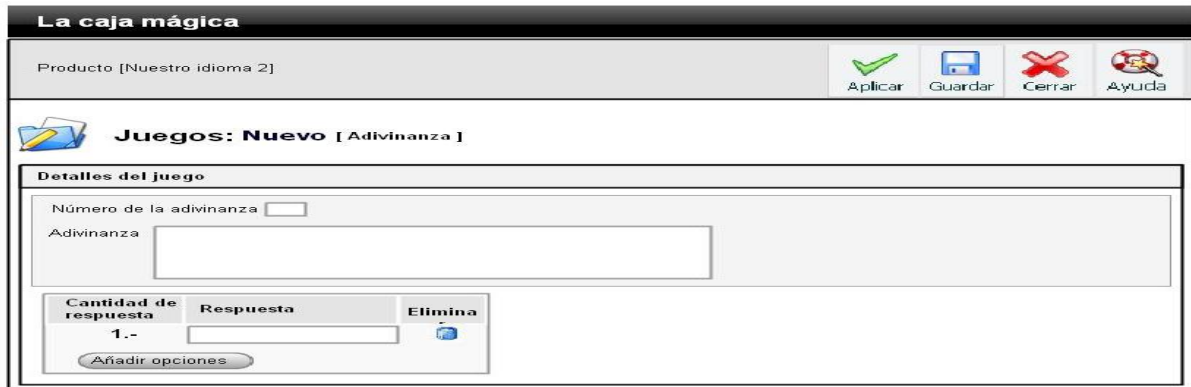 La caja mágica
Producto [Nuestro idioma 2]
Aplicar Guardar Cerrar Ayuda
Juegos: Nuevo [ Adivinanza ]
Detalles del juego
Número de la adivinanza
Adivinanza
Cantidad de respuesta Respuesta Elimina
1.-
Añadir opciones